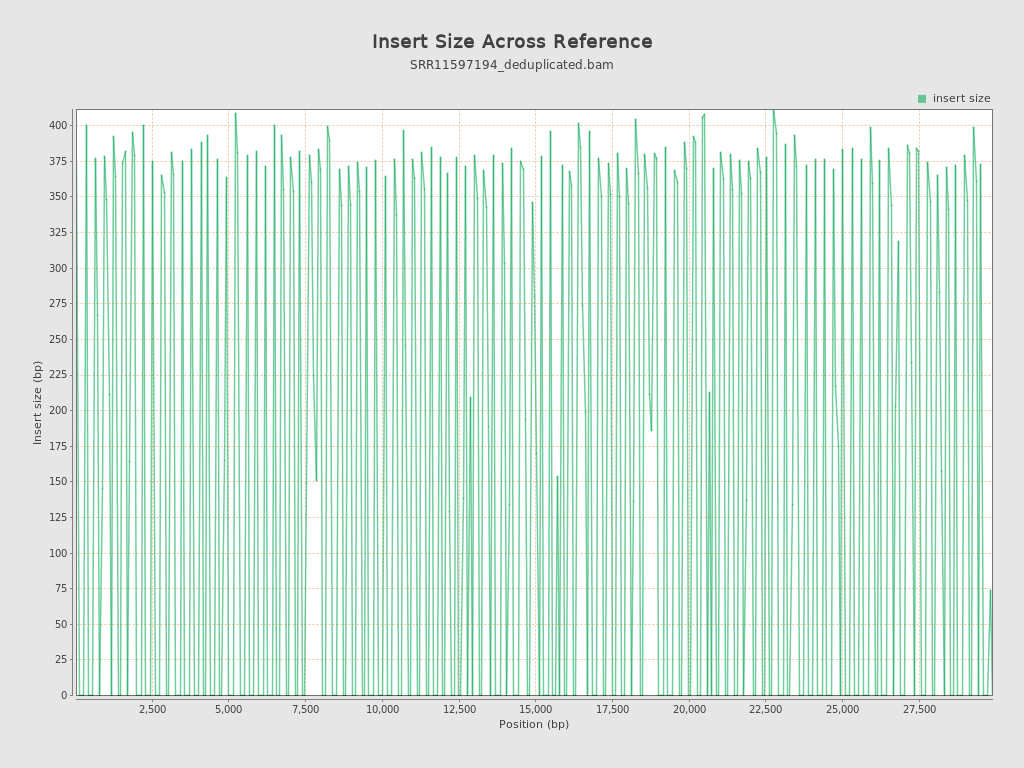 Insert Size Across Reference
SRR11597194_deduplicated.bam
insert size
400
375
350
325
300
275
250
225
200
175
150
125
100
75
50
25
0
Insert size (bp)
2,500 5,000 7,500 10,000 12,500 15,000 17,500 20,000 22,500 25,000 27,500
Position (bp)